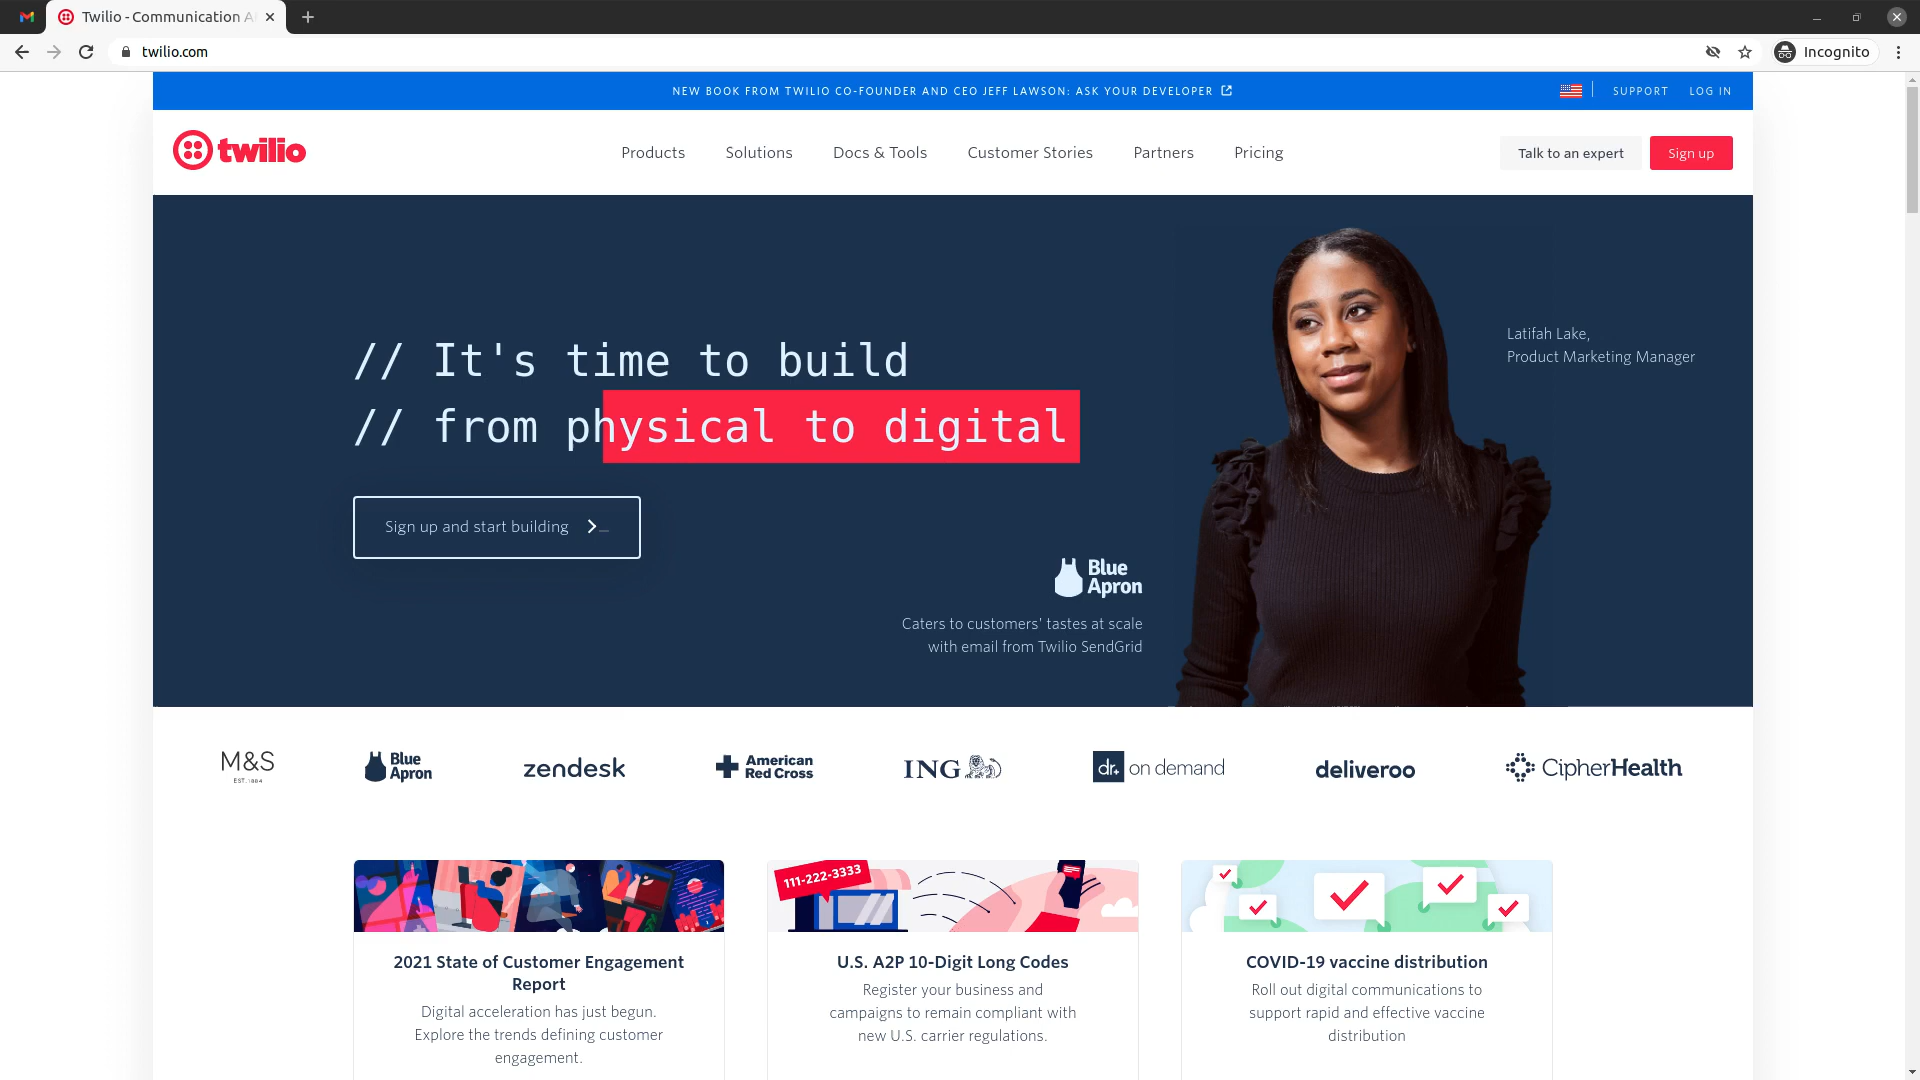 Twilio - Communication A
twilio.com
Incognito
NEW BOOK FROM TWILIO CO-FOUNDER AND CEO JEFF LAWSON: ASK YOUR DEVELOPER
SUPPORT
LOG IN
twilio
Products
Solutions
Docs & Tools
Customer Stories
Partners
Pricing
Talk to an expert
Sign up
// It's time to build
// from physical to digital
Sign up and start building
Latifah Lake,
Product Marketing Manager
Blue
Apron
Caters to customers' tastes at scale
with email from Twilio SendGrid
M&S
EST. 1884
Blue
Apron
zendesk
American
Red Cross
ING
dr+ on demand
deliveroo
CipherHealth
111-222-3333
2021 State of Customer Engagement
Report
Digital acceleration has just begun.
Explore the trends defining customer
engagement.
U.S. A2P 10-Digit Long Codes
Register your business and
campaigns to remain compliant with
new U.S. carrier regulations.
COVID-19 vaccine distribution
Roll out digital communications to
support rapid and effective vaccine
distribution